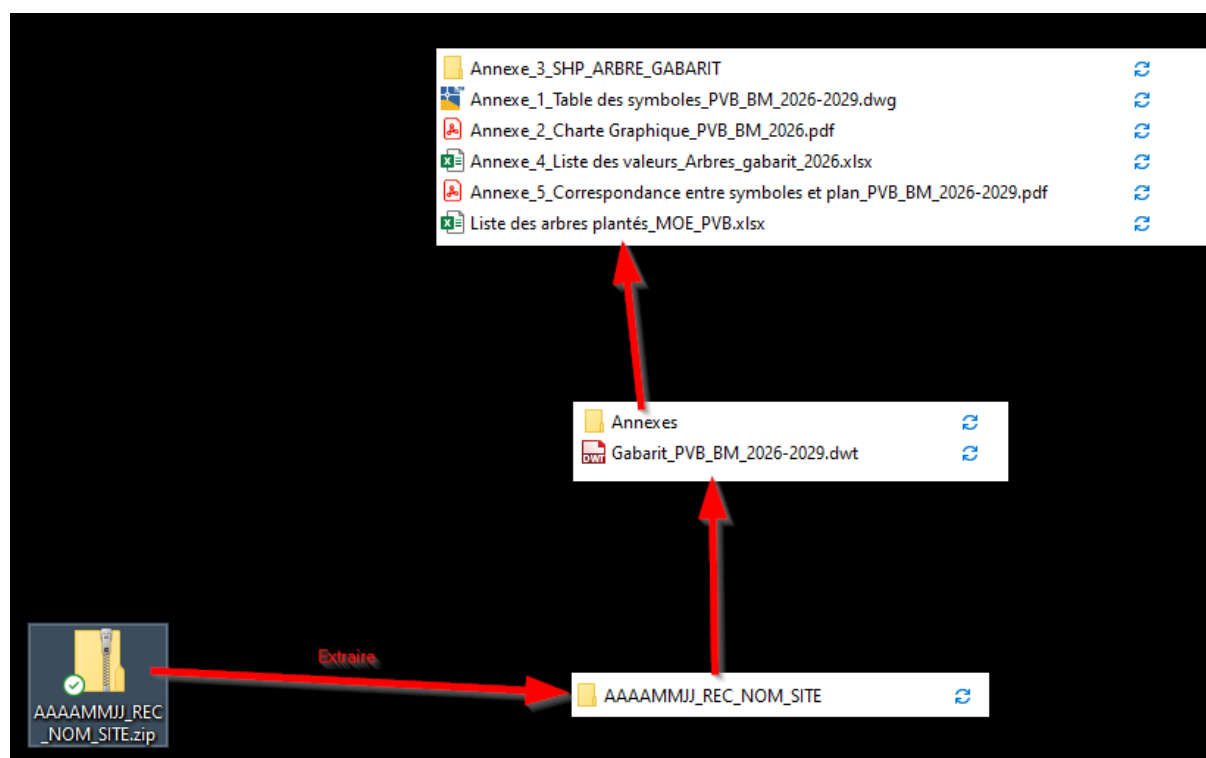 Annexe_3_SHP_ARBRE_GABARIT
Annexe_1_Table des symboles_PVB_BM_2026-2029.dwg
Annexe_2_Charte Graphique_PVB_BM_2026.pdf
Annexe_4_Liste des valeurs_Arbres_gabarit_2026.xlsx
Annexe_5_Correspondance entre symboles et plan_PVB_BM_2026-2029.pdf
Liste des arbres plantés_MOE_PVB.xlsx
Annexes
DWT Gabarit_PVB_BM_2026-2029.dwt
Extraire
AAAAMMJJ_REC_NOM_SITE
AAAAMMJJ_REC
_NOM_SITE.zip